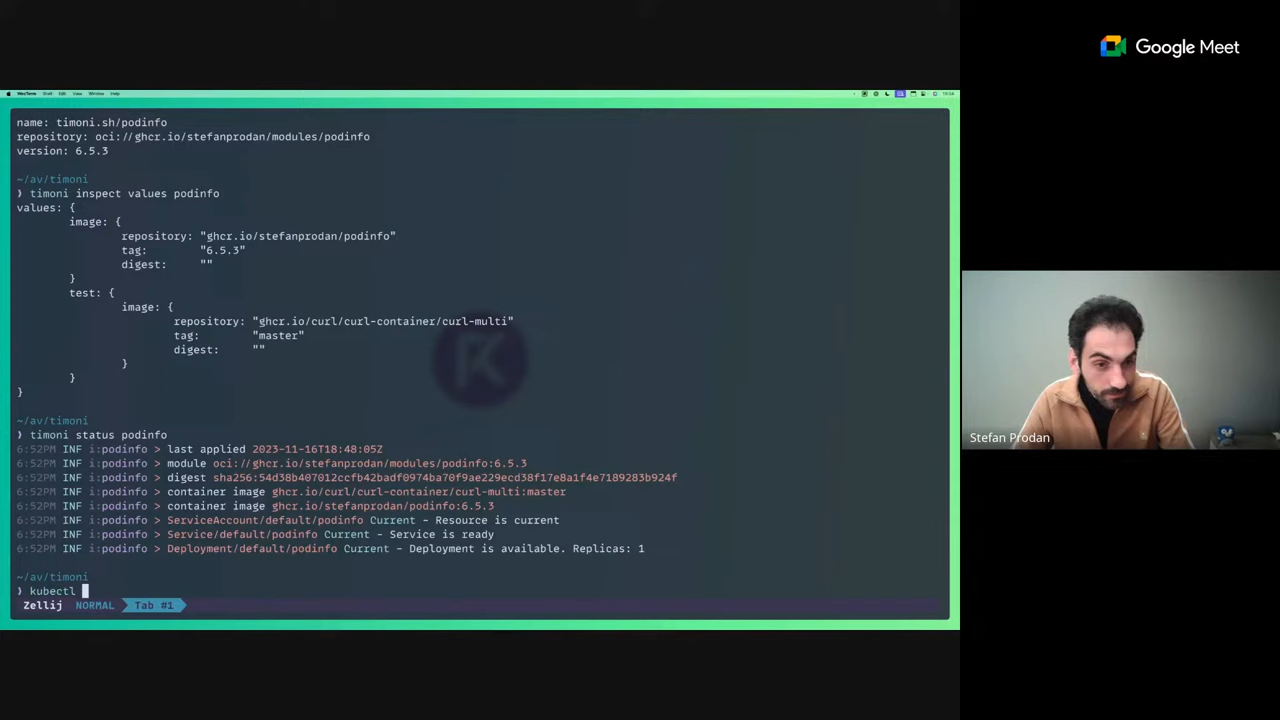 Google Meet
WezTerm Shell Edit View Window Help
name: timoni.sh/podinfo
repository: oci://ghcr.io/stefanprodan/modules/podinfo
version: 6.5.3
~/av/timoni
❯ timoni inspect values podinfo
values: {
image: {
repository: "ghcr.io/stefanprodan/podinfo"
tag: "6.5.3"
digest: ""
}
test: {
image: {
repository: "ghcr.io/curl/curl-container/curl-multi"
tag: "master"
digest: ""
}
}
}
~/av/timoni
❯ timoni status podinfo
6:52PM INF i:podinfo > last applied 2023-11-16T18:48:05Z
6:52PM INF i:podinfo > module oci://ghcr.io/stefanprodan/modules/podinfo:6.5.3
6:52PM INF i:podinfo > digest sha256:54d38b407012ccfb42badf0974ba70f9ae229ecd38f17e8a1f4e7189283b924f
6:52PM INF i:podinfo > container image ghcr.io/curl/curl-container/curl-multi:master
6:52PM INF i:podinfo > container image ghcr.io/stefanprodan/podinfo:6.5.3
6:52PM INF i:podinfo > ServiceAccount/default/podinfo Current - Resource is current
6:52PM INF i:podinfo > Service/default/podinfo Current - Service is ready
6:52PM INF i:podinfo > Deployment/default/podinfo Current - Deployment is available. Replicas: 1
~/av/timoni
❯ kubectl
Zellij NORMAL Tab #1
Stefan Prodan